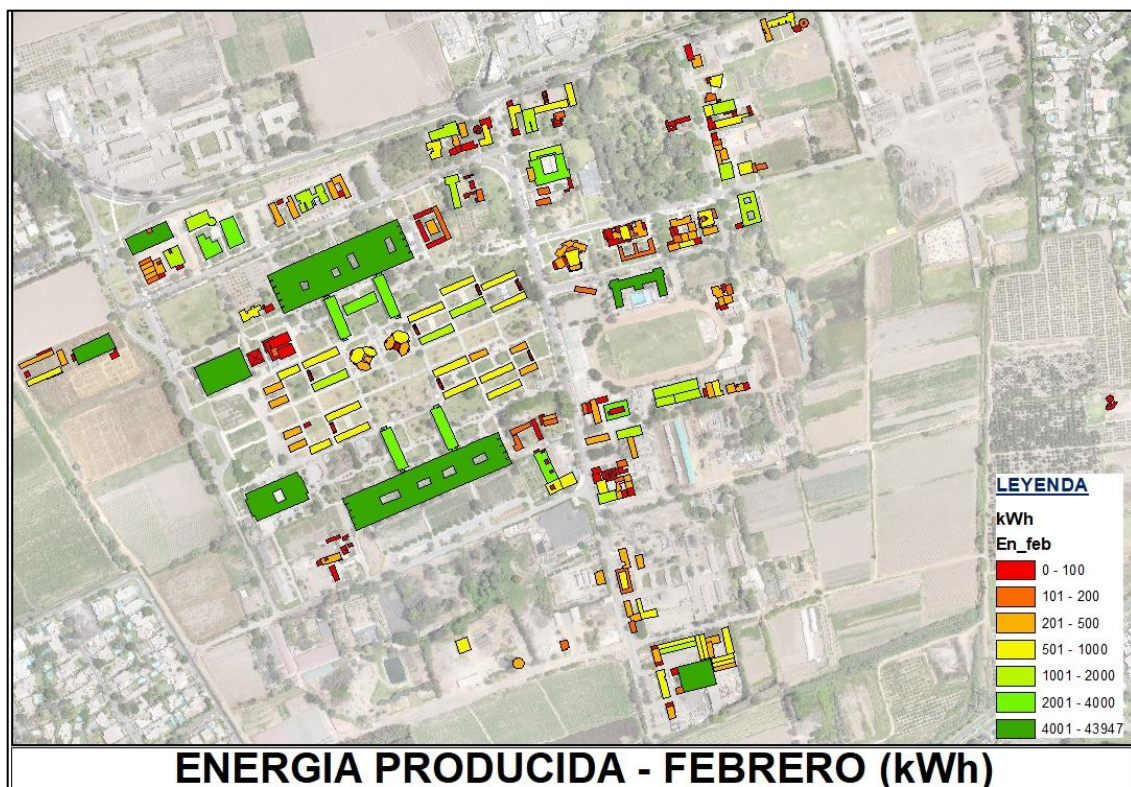 LEYENDA
kWh
En_feb
0 - 100
101 - 200
201 - 500
501 - 1000
1001 - 2000
2001 - 4000
4001 - 43947
ENERGIA PRODUCIDA - FEBRERO (kWh)